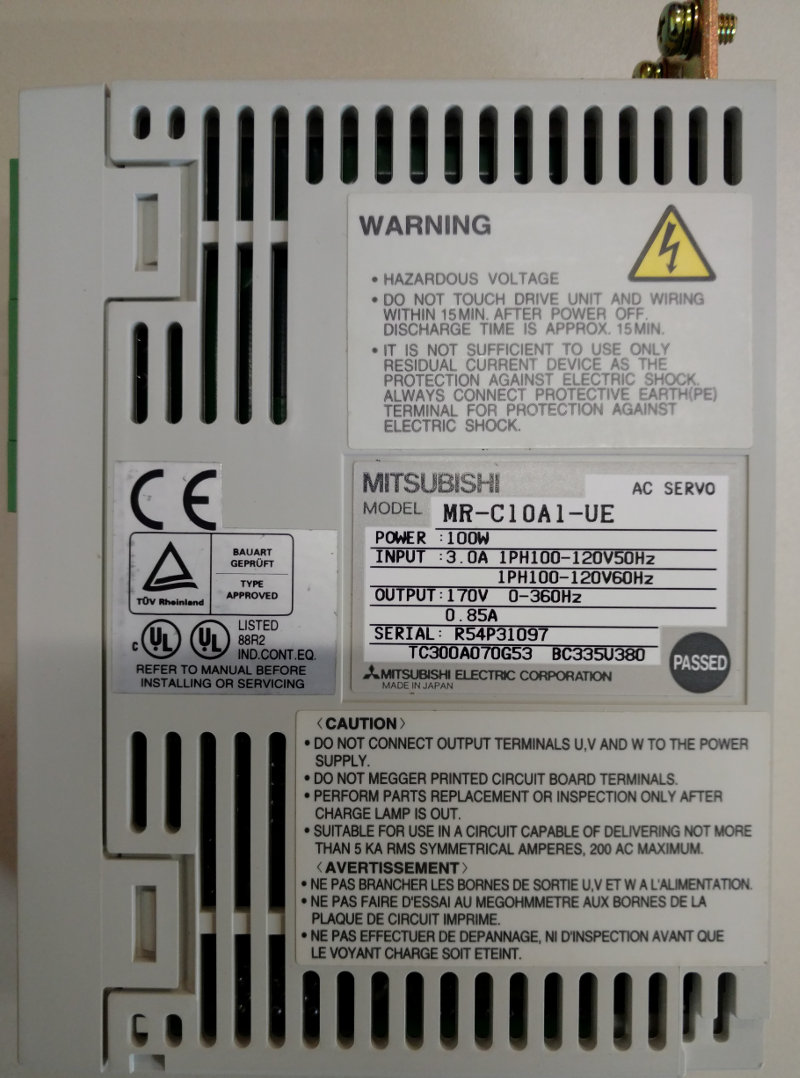 WARNING
• HAZARDOUS VOLTAGE
• DO NOT TOUCH DRIVE UNIT AND WIRING
WITHIN 15MIN. AFTER POWER OFF.
DISCHARGE TIME IS APPROX. 15MIN.
• IT IS NOT SUFFICIENT TO USE ONLY
RESIDUAL CURRENT DEVICE AS THE
PROTECTION AGAINST ELECTRIC SHOCK.
ALWAYS CONNECT PROTECTIVE EARTH(PE)
TERMINAL FOR PROTECTION AGAINST
ELECTRIC SHOCK.
CE
TÜV Rheinland
BAUART
GEPRÜFT
TYPE
APPROVED
c UL UL
LISTED
88R2
IND.CONT.EQ.
REFER TO MANUAL BEFORE
INSTALLING OR SERVICING
MITSUBISHI
AC SERVO
MODEL MR-C10A1-UE
POWER :100W
INPUT :3.0A 1PH100-120V50Hz
1PH100-120V60Hz
OUTPUT:170V 0-360Hz
0.85A
SERIAL: R54P31097
TC300A070G53 BC335U380
PASSED
MITSUBISHI ELECTRIC CORPORATION
MADE IN JAPAN
〈CAUTION〉
• DO NOT CONNECT OUTPUT TERMINALS U,V AND W TO THE POWER
SUPPLY.
• DO NOT MEGGER PRINTED CIRCUIT BOARD TERMINALS.
• PERFORM PARTS REPLACEMENT OR INSPECTION ONLY AFTER
CHARGE LAMP IS OUT.
• SUITABLE FOR USE IN A CIRCUIT CAPABLE OF DELIVERING NOT MORE
THAN 5 KA RMS SYMMETRICAL AMPERES, 200 AC MAXIMUM.
〈AVERTISSEMENT〉
• NE PAS BRANCHER LES BORNES DE SORTIE U,V ET W A L'ALIMENTATION.
• NE PAS FAIRE D'ESSAI AU MEGOHMMETRE AUX BORNES DE LA
PLAQUE DE CIRCUIT IMPRIME.
• NE PAS EFFECTUER DE DEPANNAGE, NI D'INSPECTION AVANT QUE
LE VOYANT CHARGE SOIT ETEINT.